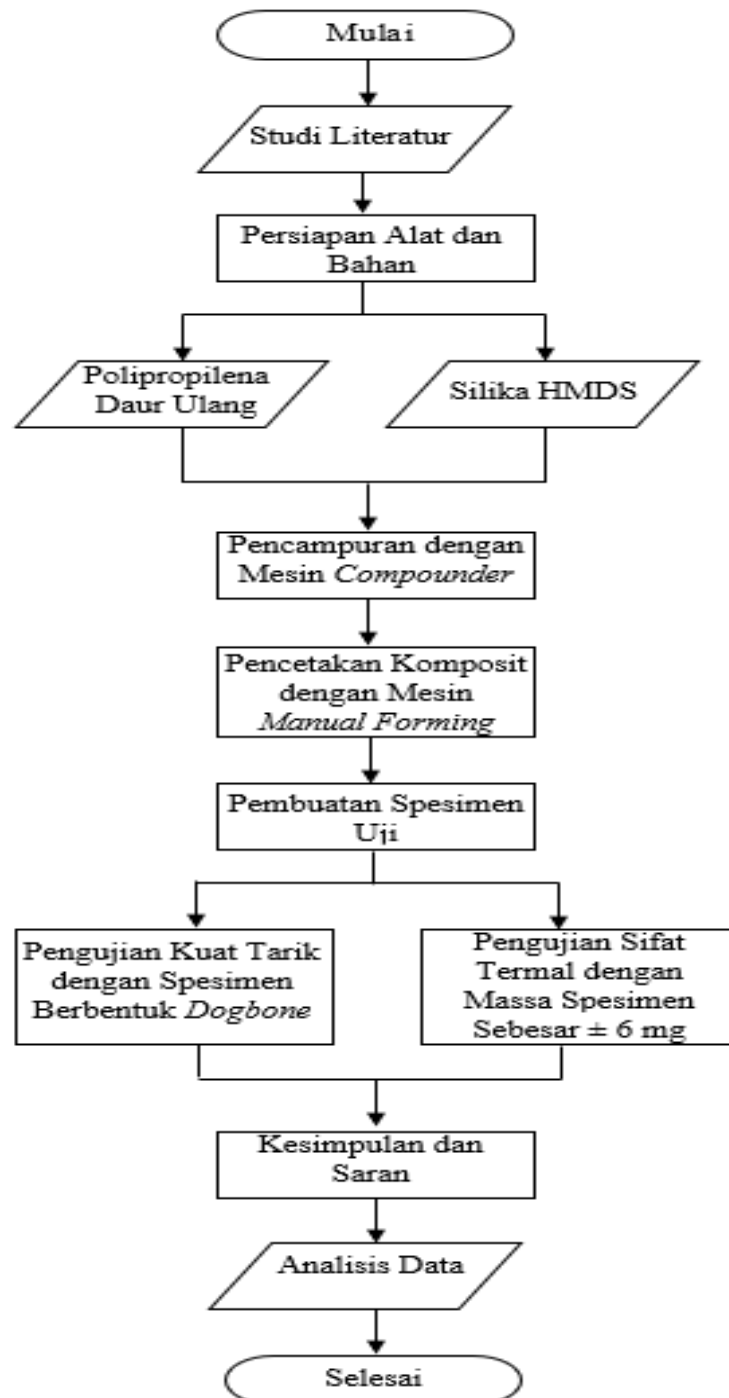 Mulai
Studi Literatur
Persiapan Alat dan
Bahan
Polipropilena
Daur Ulang
Silika HMDS
Pencampuran dengan
Mesin Compounder
Pencetakan Komposit
dengan Mesin
Manual Forming
Pembuatan Spesimen
Uji
Pengujian Kuat Tarik
dengan Spesimen
Berbentuk Dogbone
Pengujian Sifat
Termal dengan
Massa Spesimen
Sebesar ± 6 mg
Kesimpulan dan
Saran
Analisis Data
Selesai